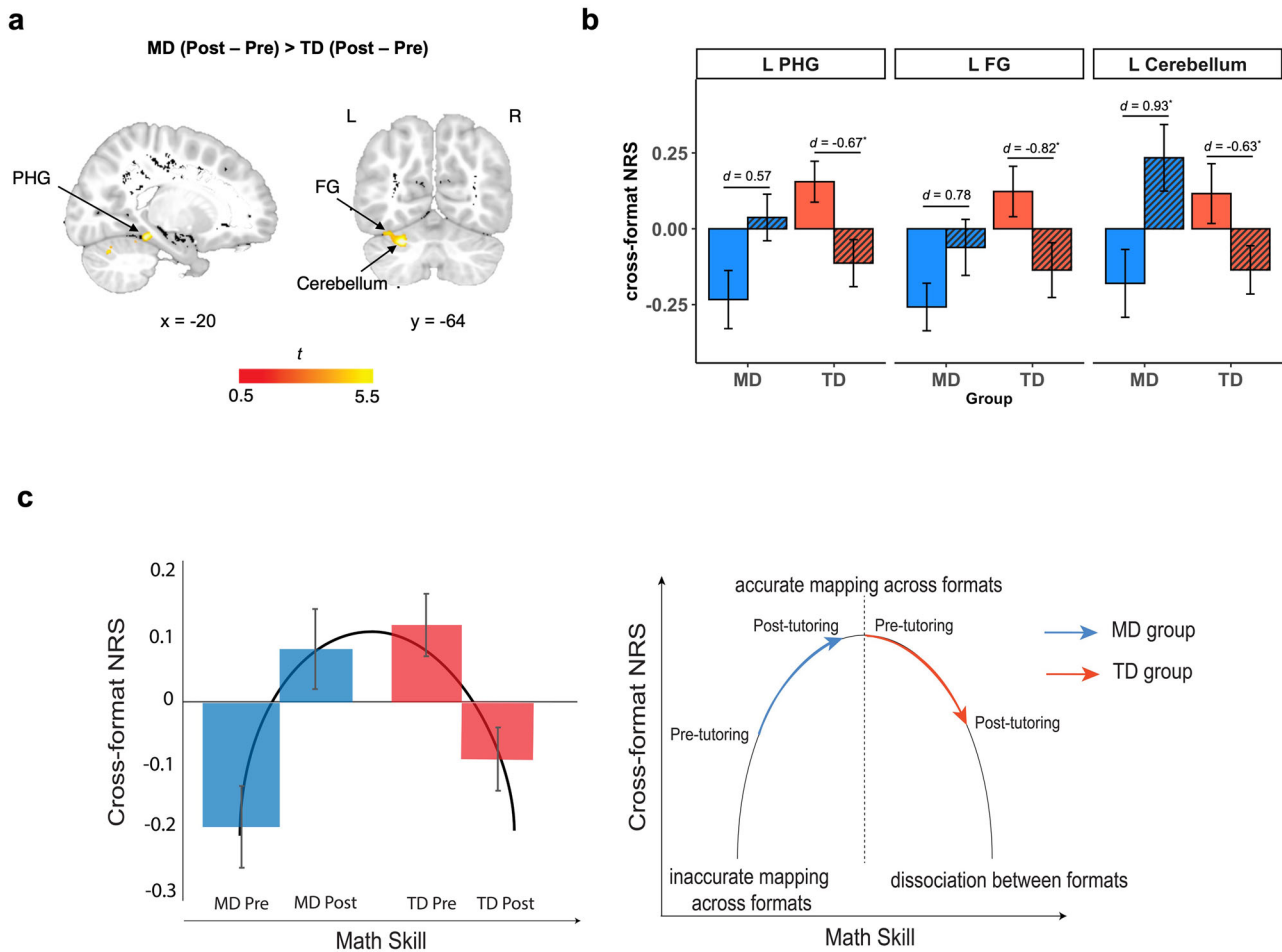 a
MD (Post – Pre) > TD (Post – Pre)
L
R
PHG
FG
Cerebellum
x = -20
y = -64
t
0.5
5.5
b
L PHG
L FG
L Cerebellum
cross-format NRS
0.25
0.00
-0.25
d = 0.57
d = -0.67*
d = 0.78
d = -0.82*
d = 0.93*
d = -0.63*
MD
TD
MD
TD
MD
TD
Group
c
Cross-format NRS
0.2
0.1
0
-0.1
-0.2
-0.3
MD Pre
MD Post
TD Pre
TD Post
Math Skill
Cross-format NRS
accurate mapping across formats
Post-tutoring
Pre-tutoring
Pre-tutoring
Post-tutoring
MD group
TD group
inaccurate mapping
across formats
dissociation between formats
Math Skill